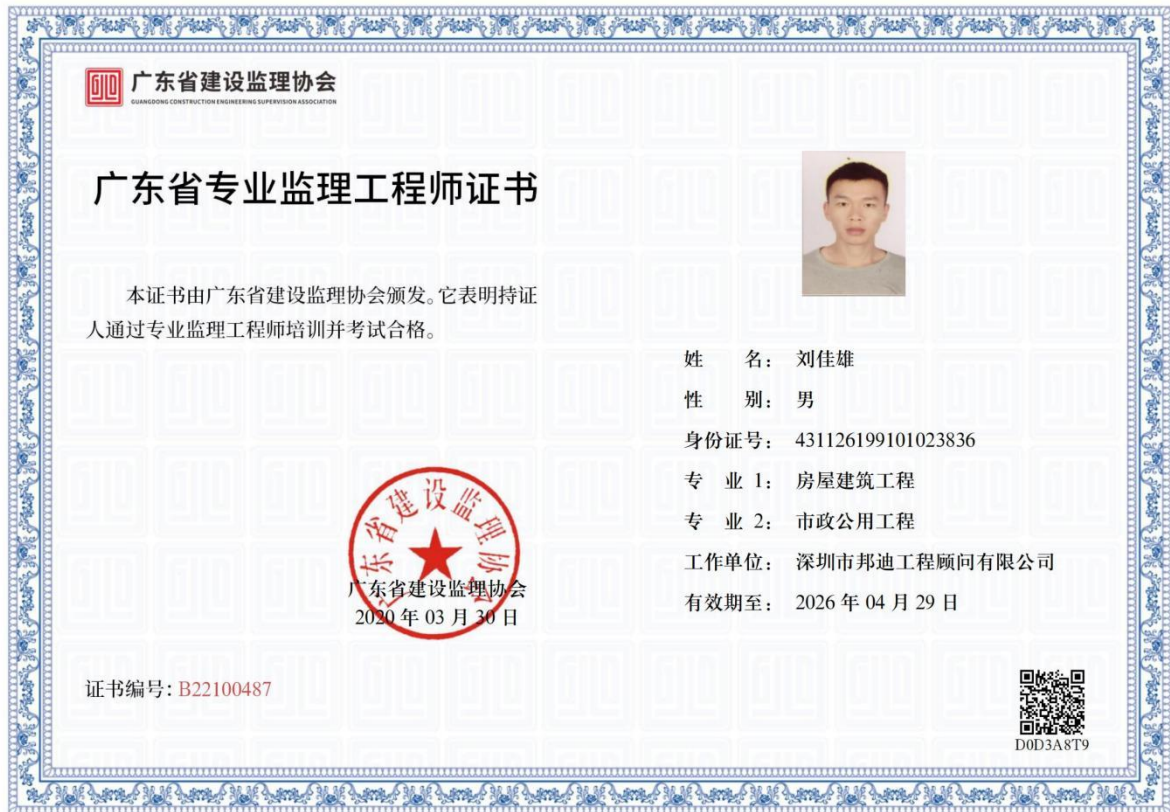 广东省建设监理协会
GUANGDONG CONSTRUCTION ENGINEERING SUPERVISION ASSOCIATION
广东省专业监理工程师证书
本证书由广东省建设监理协会颁发。它表明持证
人通过专业监理工程师培训并考试合格。
姓 名： 刘佳雄
性 别： 男
身份证号： 431126199101023836
专 业 1： 房屋建筑工程
专 业 2： 市政公用工程
工作单位： 深圳市邦迪工程顾问有限公司
有效期至： 2026 年 04 月 29 日
广东省建设监理协会
广东省建设监理协会
2020 年 03 月 30 日
证书编号: B22100487
D0D3A8T9